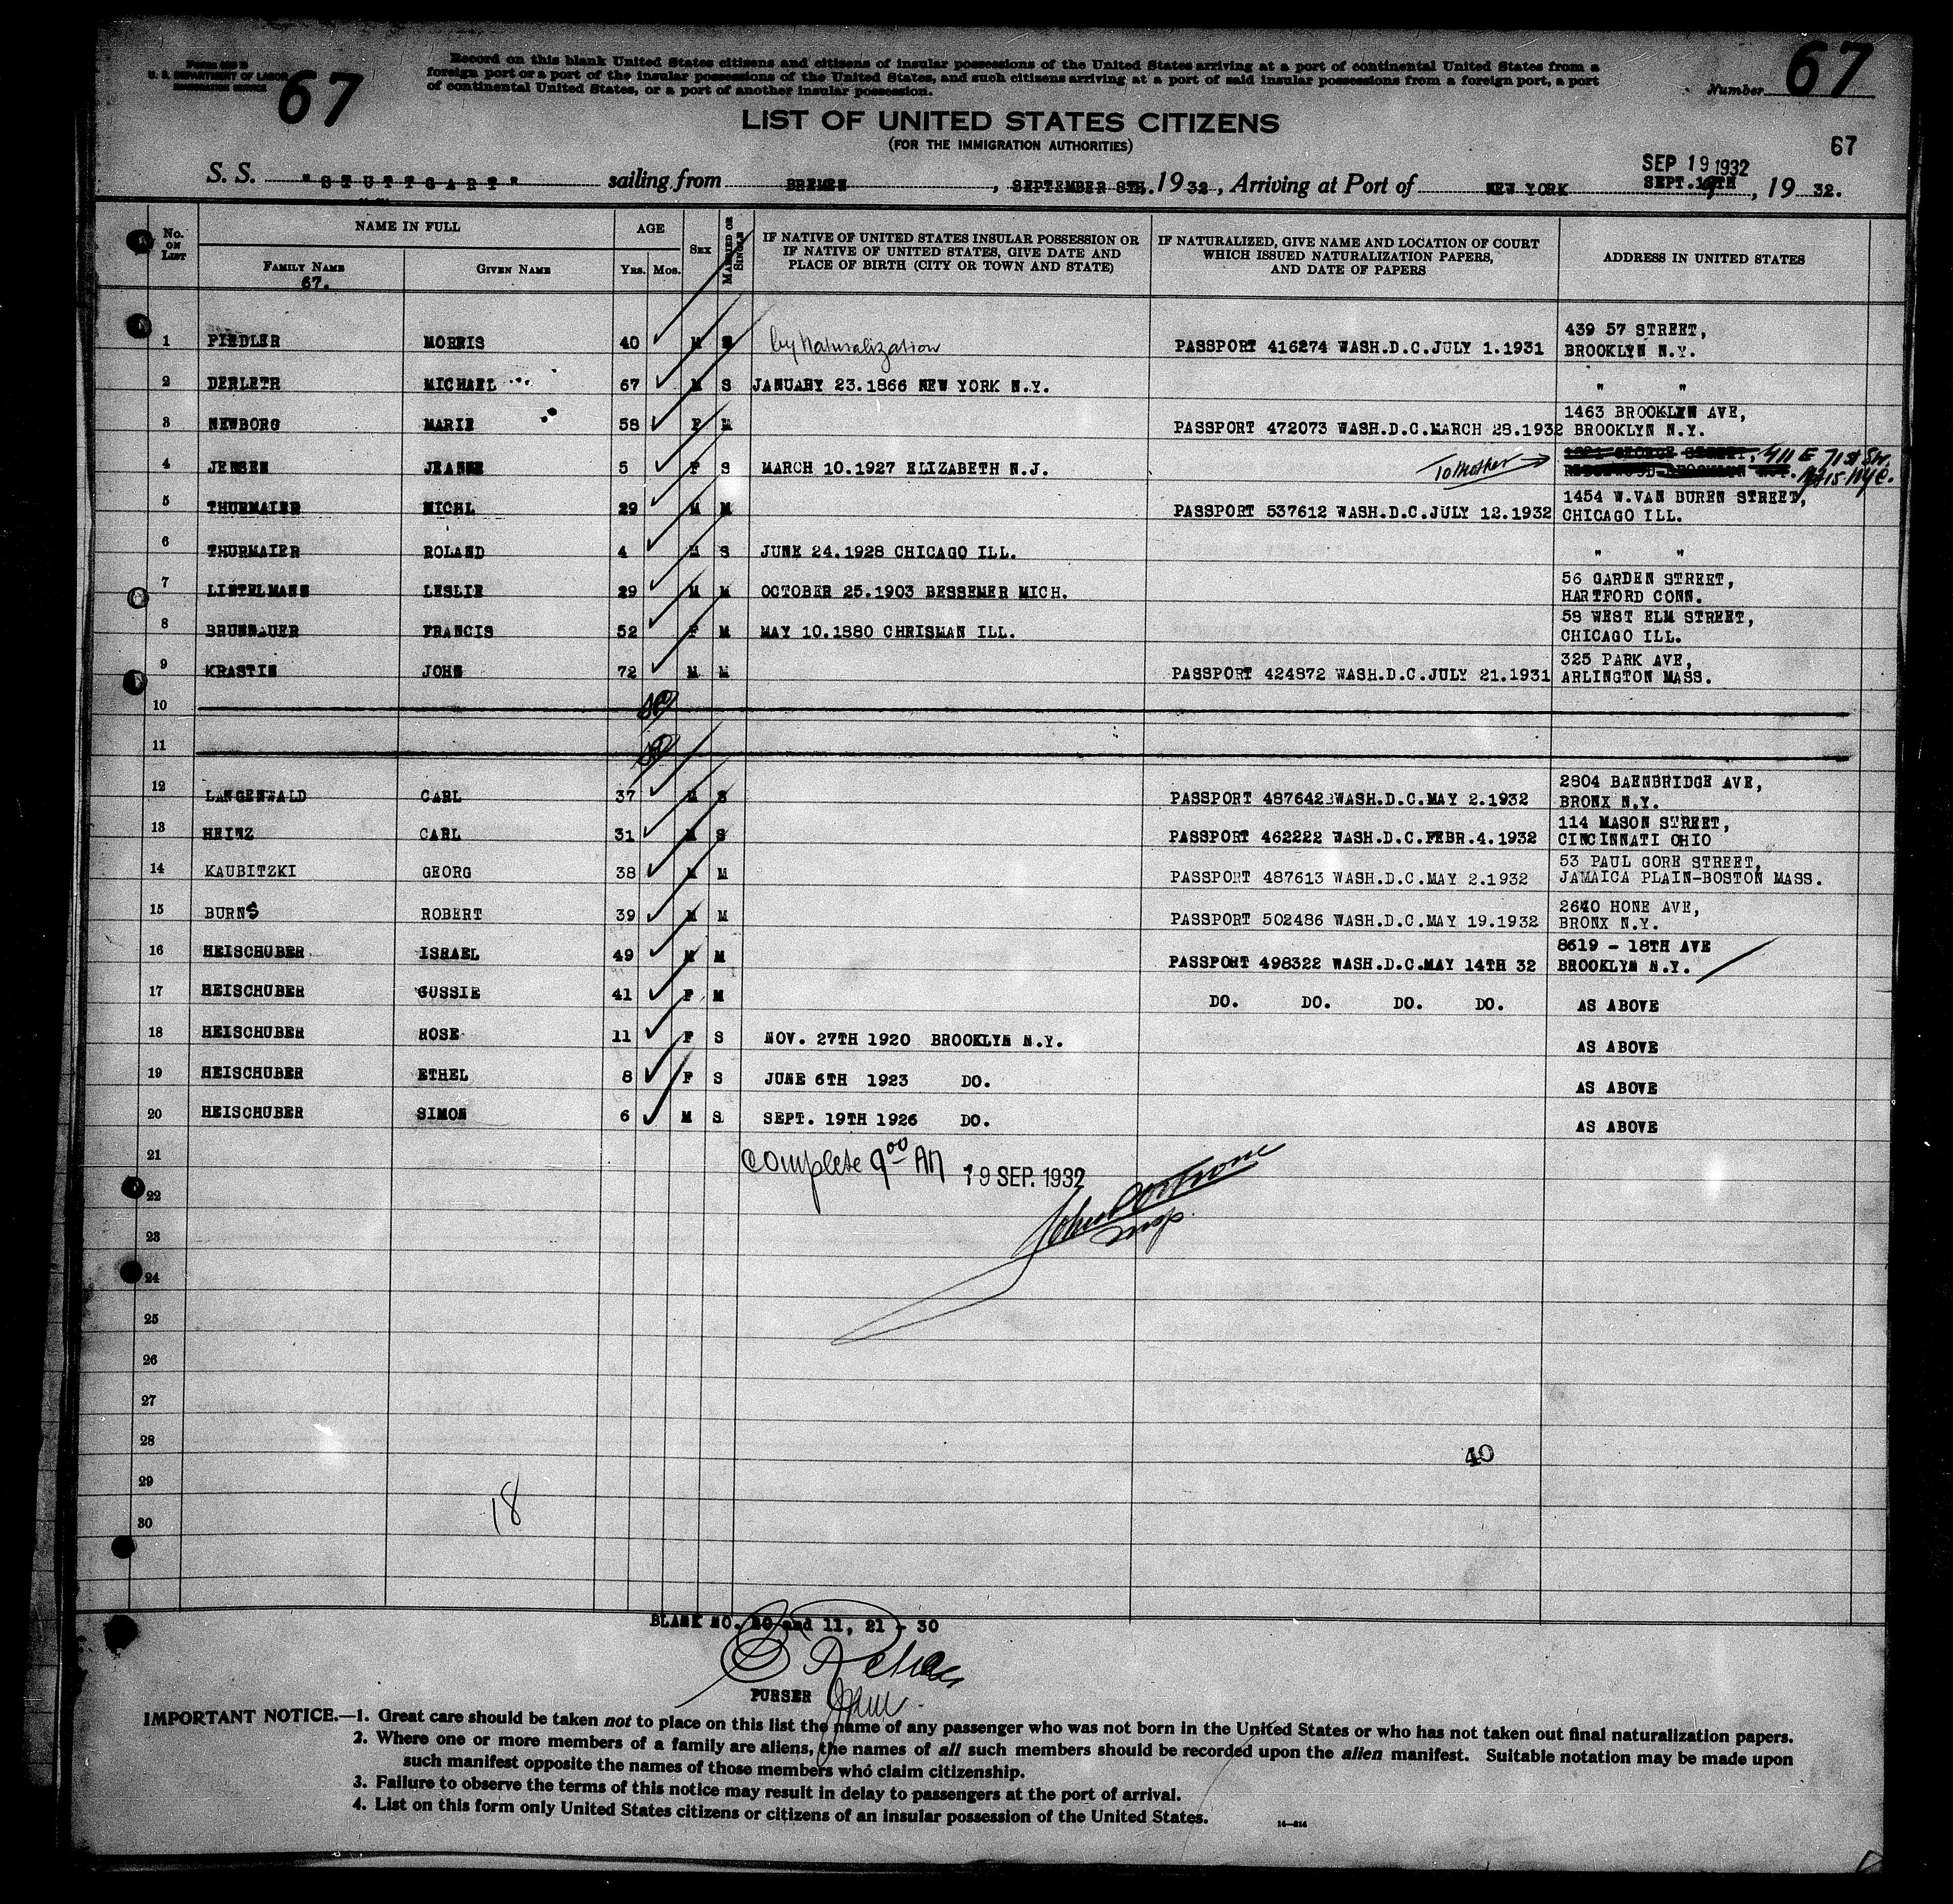 Form 630 B
U. S. DEPARTMENT OF LABOR
IMMIGRATION SERVICE
67
Record on this blank United States citizens and citizens of insular possessions of the United States arriving at a port of continental United States from a
foreign port or a port of the insular possessions of the United States, and such citizens arriving at a port of said insular possessions from a foreign port, a port
of continental United States, or a port of another insular possession.
Number 67
LIST OF UNITED STATES CITIZENS
(FOR THE IMMIGRATION AUTHORITIES)
67
SEP 19 1932
S. S. "STUTTGART" sailing from BREMEN, SEPTEMBER 8TH. 1932, Arriving at Port of NEW YORK SEPT. , 1932.
No. ON LIST
NAME IN FULL
FAMILY NAME
67.
GIVEN NAME
AGE
YRS. MOS.
SEX
MARRIED OR SINGLE
IF NATIVE OF UNITED STATES INSULAR POSSESSION OR
IF NATIVE OF UNITED STATES, GIVE DATE AND
PLACE OF BIRTH (CITY OR TOWN AND STATE)
IF NATURALIZED, GIVE NAME AND LOCATION OF COURT
WHICH ISSUED NATURALIZATION PAPERS,
AND DATE OF PAPERS
ADDRESS IN UNITED STATES
1 FIEDLER MORRIS 40 M S by Naturalization PASSPORT 416274 WASH.D.C.JULY 1.1931 439 57 STREET,
BROOKLYN N.Y.
2 DERLETH MICHAEL 67 M S JANUARY 23.1866 NEW YORK N.Y. " "
3 NEWBORG MARIE 58 F M PASSPORT 472073 WASH.D.C.MARCH 28.1932 1463 BROOKLYN AVE,
BROOKLYN N.Y.
4 JENSEN JEANNE 5 F S MARCH 10.1927 ELIZABETH N.J. To Mother 411 E 71 st Str.
Apt 15-NYC.
5 THURMAIER MICHL 29 M M PASSPORT 537612 WASH.D.C.JULY 12.1932 1454 W.VAN BUREN STREET,
CHICAGO ILL.
6 THURMAIER ROLAND 4 M S JUNE 24.1928 CHICAGO ILL. " "
7 LINTELMANN LESLIE 29 M M OCTOBER 25.1903 BESSEMER MICH. 56 GARDEN STREET,
HARTFORD CONN.
8 BRUNNAUER FRANCIS 52 F M MAY 10.1880 CHRISMAN ILL. 58 WEST ELM STREET,
CHICAGO ILL.
9 KRASTIN JOHN 72 M M PASSPORT 424872 WASH.D.C.JULY 21.1931 325 PARK AVE,
ARLINGTON MASS.
10
11
12 LANGENWALD CARL 37 M S PASSPORT 487642 WASH.D.C.MAY 2.1932 2804 BAENBRIDGE AVE,
BRONX N.Y.
13 HEINZ CARL 31 M S PASSPORT 462222 WASH.D.C.FEBR.4.1932 114 MASON STREET,
CINCINNATI OHIO
14 KAUBITZKI GEORG 38 M M PASSPORT 487613 WASH.D.C.MAY 2.1932 53 PAUL GORE STREET,
JAMAICA PLAIN-BOSTON MASS.
15 BURNS ROBERT 39 M M PASSPORT 502486 WASH.D.C.MAY 19.1932 2640 HONE AVE,
BRONX N.Y.
16 HEISCHUBER ISRAEL 49 M M PASSPORT 498322 WASH.D.C.MAY 14TH 32 8619 - 18TH AVE
BROOKLYN N.Y.
17 HEISCHUBER GUSSIE 41 F M DO. DO. DO. DO. AS ABOVE
18 HEISCHUBER ROSE 11 F S NOV. 27TH 1920 BROOKLYN N.Y. AS ABOVE
19 HEISCHUBER ETHEL 8 F S JUNE 6TH 1923 DO. AS ABOVE
20 HEISCHUBER SIMON 6 M S SEPT. 19TH 1926 DO. AS ABOVE
21 Complete 9 00 AM 19 SEP. 1932
22
23 Insp.
24
25
26
27
28 40
29
18
30
BLANK NO. 10 and 11, 21 - 30
PURSER
IMPORTANT NOTICE.—1. Great care should be taken not to place on this list the name of any passenger who was not born in the United States or who has not taken out final naturalization papers.
2. Where one or more members of a family are aliens, the names of all such members should be recorded upon the alien manifest. Suitable notation may be made upon
such manifest opposite the names of those members who claim citizenship.
3. Failure to observe the terms of this notice may result in delay to passengers at the port of arrival.
4. List on this form only United States citizens or citizens of an insular possession of the United States.
14-614